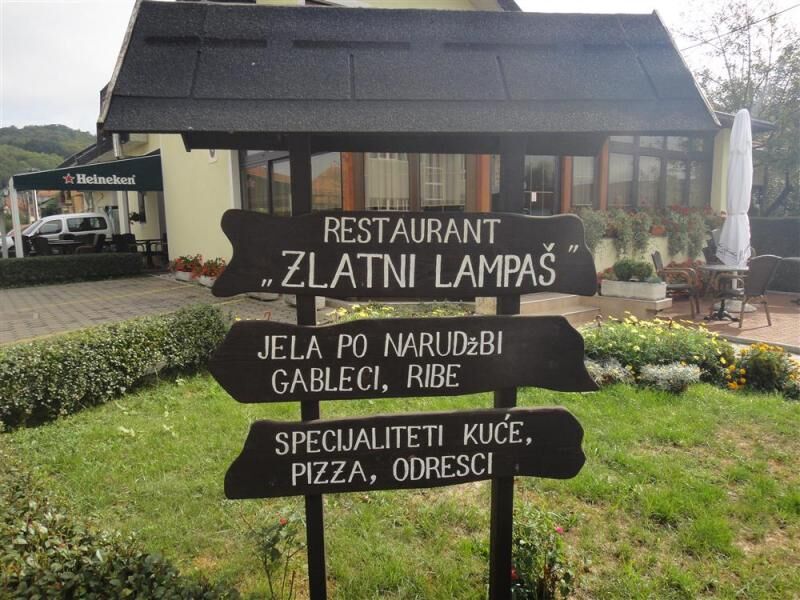 Heineken
RESTAURANT
„ZLATNI LAMPAŠ”
JELA PO NARUDžBI
GABLECI, RIBE
SPECIJALITETI KUĆE,
PIZZA, ODRESCI